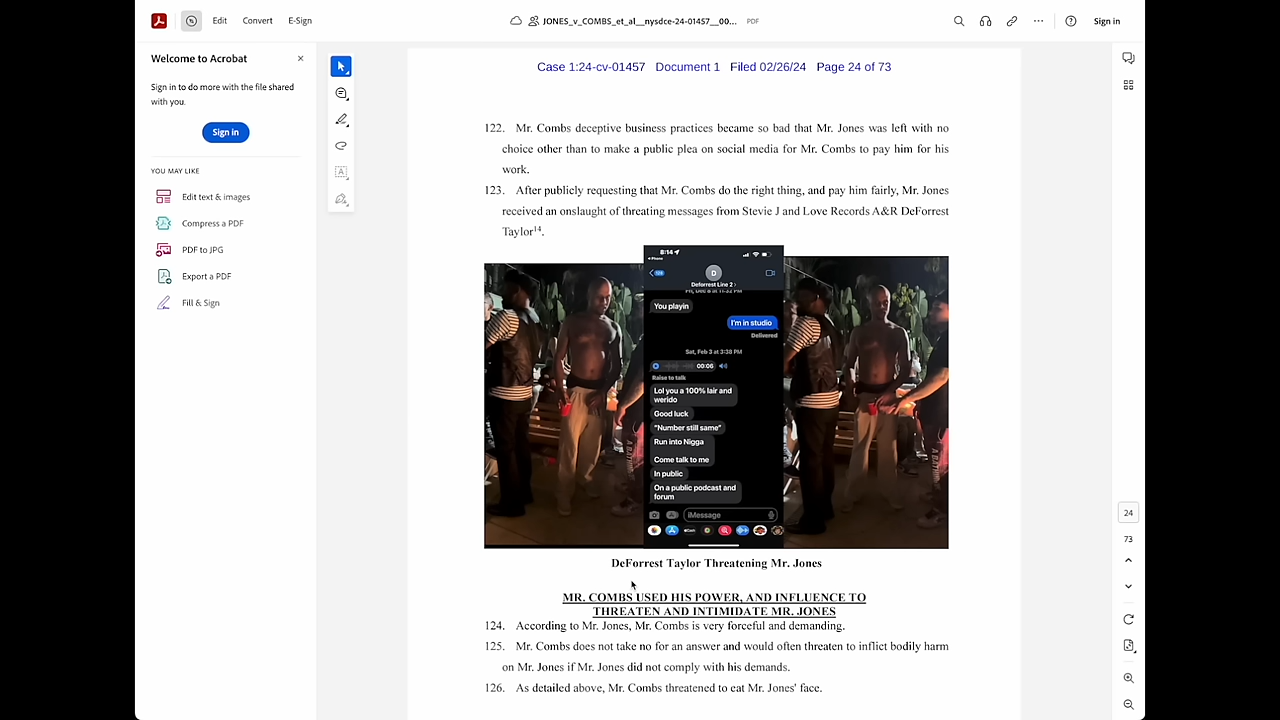 Edit
Convert
E-Sign
JONES_v_COMBS_et_al__nysdce-24-01457__00...
PDF
Sign in
Welcome to Acrobat
Sign in to do more with the file shared
with you.
Sign in
YOU MAY LIKE
Edit text & images
Compress a PDF
PDF to JPG
Export a PDF
Fill & Sign
Case 1:24-cv-01457 Document 1 Filed 02/26/24 Page 24 of 73
122. Mr. Combs deceptive business practices became so bad that Mr. Jones was left with no
choice other than to make a public plea on social media for Mr. Combs to pay him for his
work.
123. After publicly requesting that Mr. Combs do the right thing, and pay him fairly, Mr. Jones
received an onslaught of threating messages from Stevie J and Love Records A&R DeForrest
Taylor14.
8:14
Phone
D
Deforrest Line 2
Fri, Dec 8 at 11:32 PM
You playin
I'm in studio
Delivered
Sat, Feb 3 at 3:38 PM
00:06
Raise to talk
Lol you a 100% lair and
werido
Good luck
"Number still same"
Run into Nigga
Come talk to me
In public
On a public podcast and
forum
iMessage
DeForrest Taylor Threatening Mr. Jones
MR. COMBS USED HIS POWER, AND INFLUENCE TO
THREATEN AND INTIMIDATE MR. JONES
124. According to Mr. Jones, Mr. Combs is very forceful and demanding.
125. Mr. Combs does not take no for an answer and would often threaten to inflict bodily harm
on Mr. Jones if Mr. Jones did not comply with his demands.
126. As detailed above, Mr. Combs threatened to eat Mr. Jones' face.
24
73